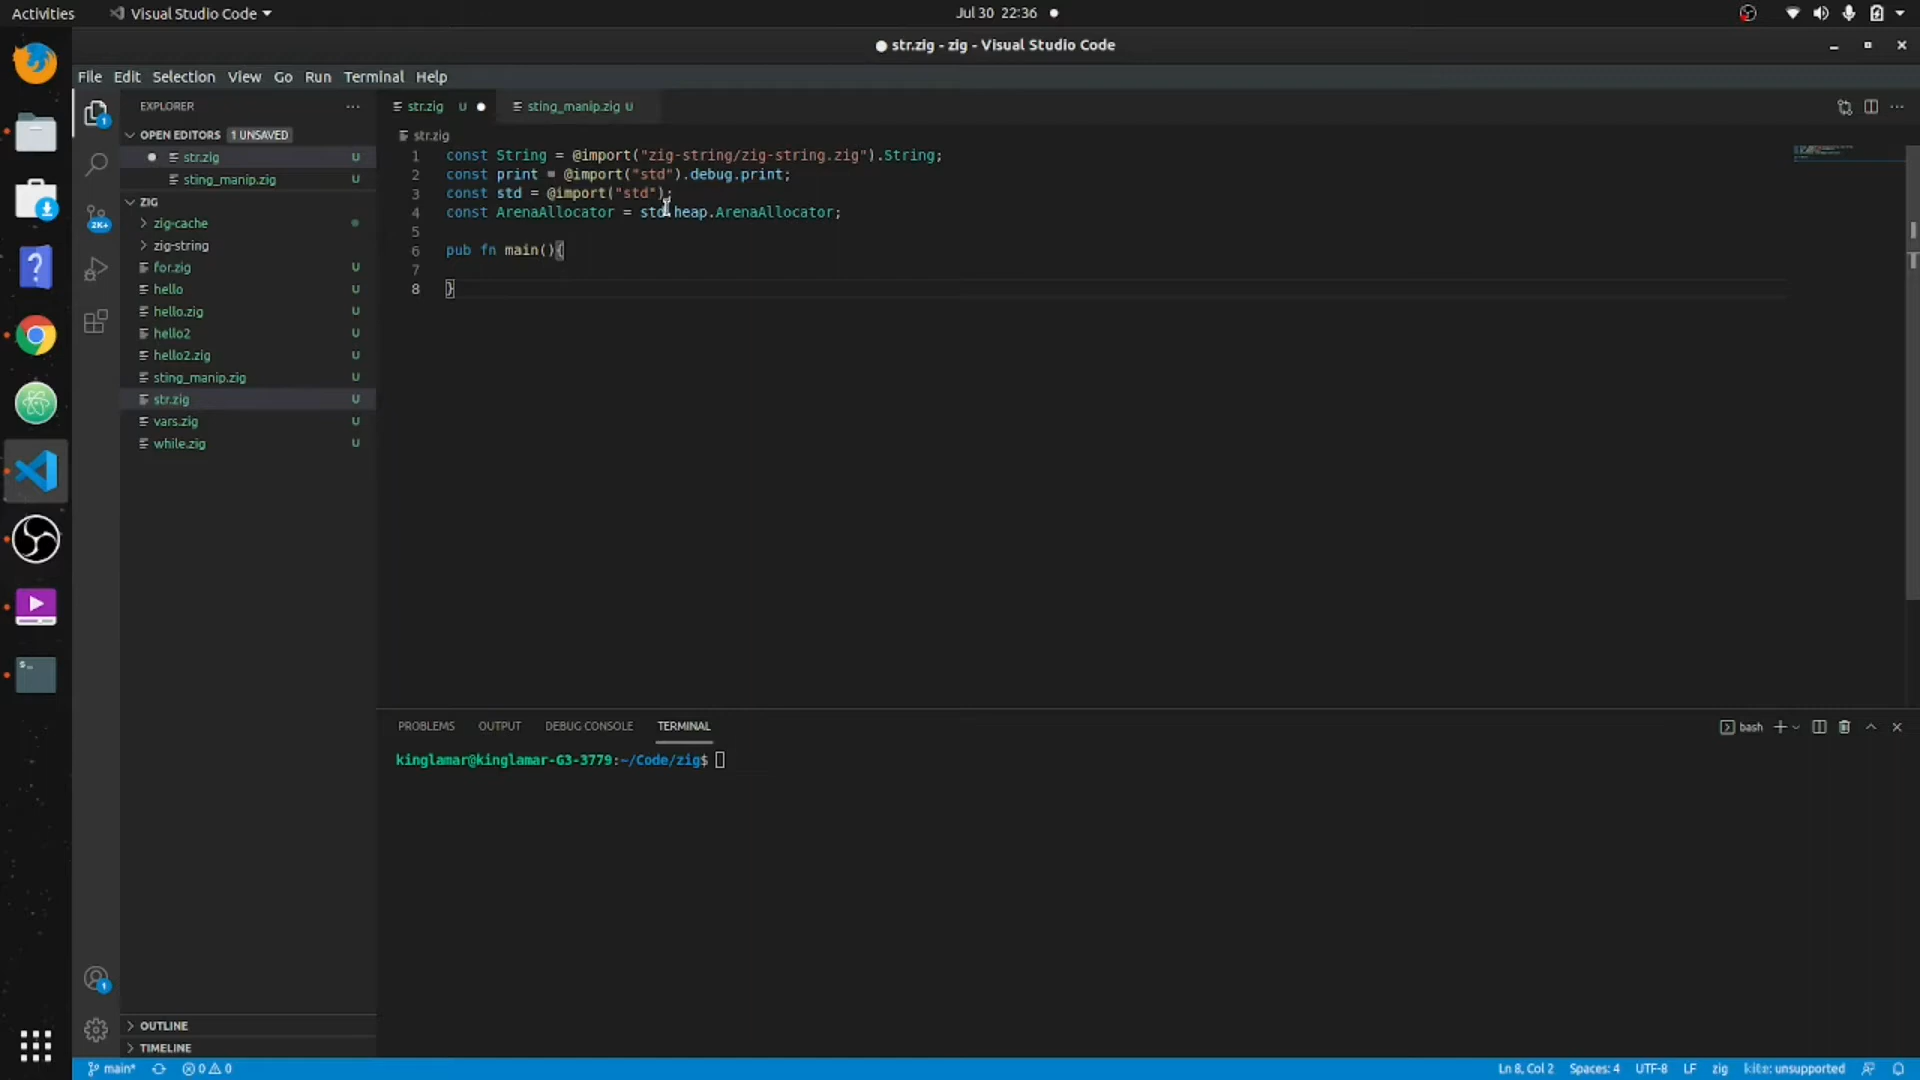 Activities
Visual Studio Code
Jul 30 22:36
str.zig - zig - Visual Studio Code
File Edit Selection View Go Run Terminal Help
EXPLORER
OPEN EDITORS 1 UNSAVED
str.zig U
sting_manip.zig U
ZIG
zig-cache
zig-string
for.zig U
hello U
hello.zig U
hello2 U
hello2.zig U
sting_manip.zig U
str.zig U
vars.zig U
while.zig U
OUTLINE
TIMELINE
1
2K+
1
str.zig U
sting_manip.zig U
str.zig
1 const String = @import("zig-string/zig-string.zig").String;
2 const print = @import("std").debug.print;
3 const std = @import("std");
4 const ArenaAllocator = std.heap.ArenaAllocator;
5
6 pub fn main(){
7
8 }
PROBLEMS OUTPUT DEBUG CONSOLE TERMINAL
bash
kinglamar@kinglamar-G3-3779:~/Code/zig$
main* 0 0
Ln 8, Col 2 Spaces: 4 UTF-8 LF zig kite: unsupported